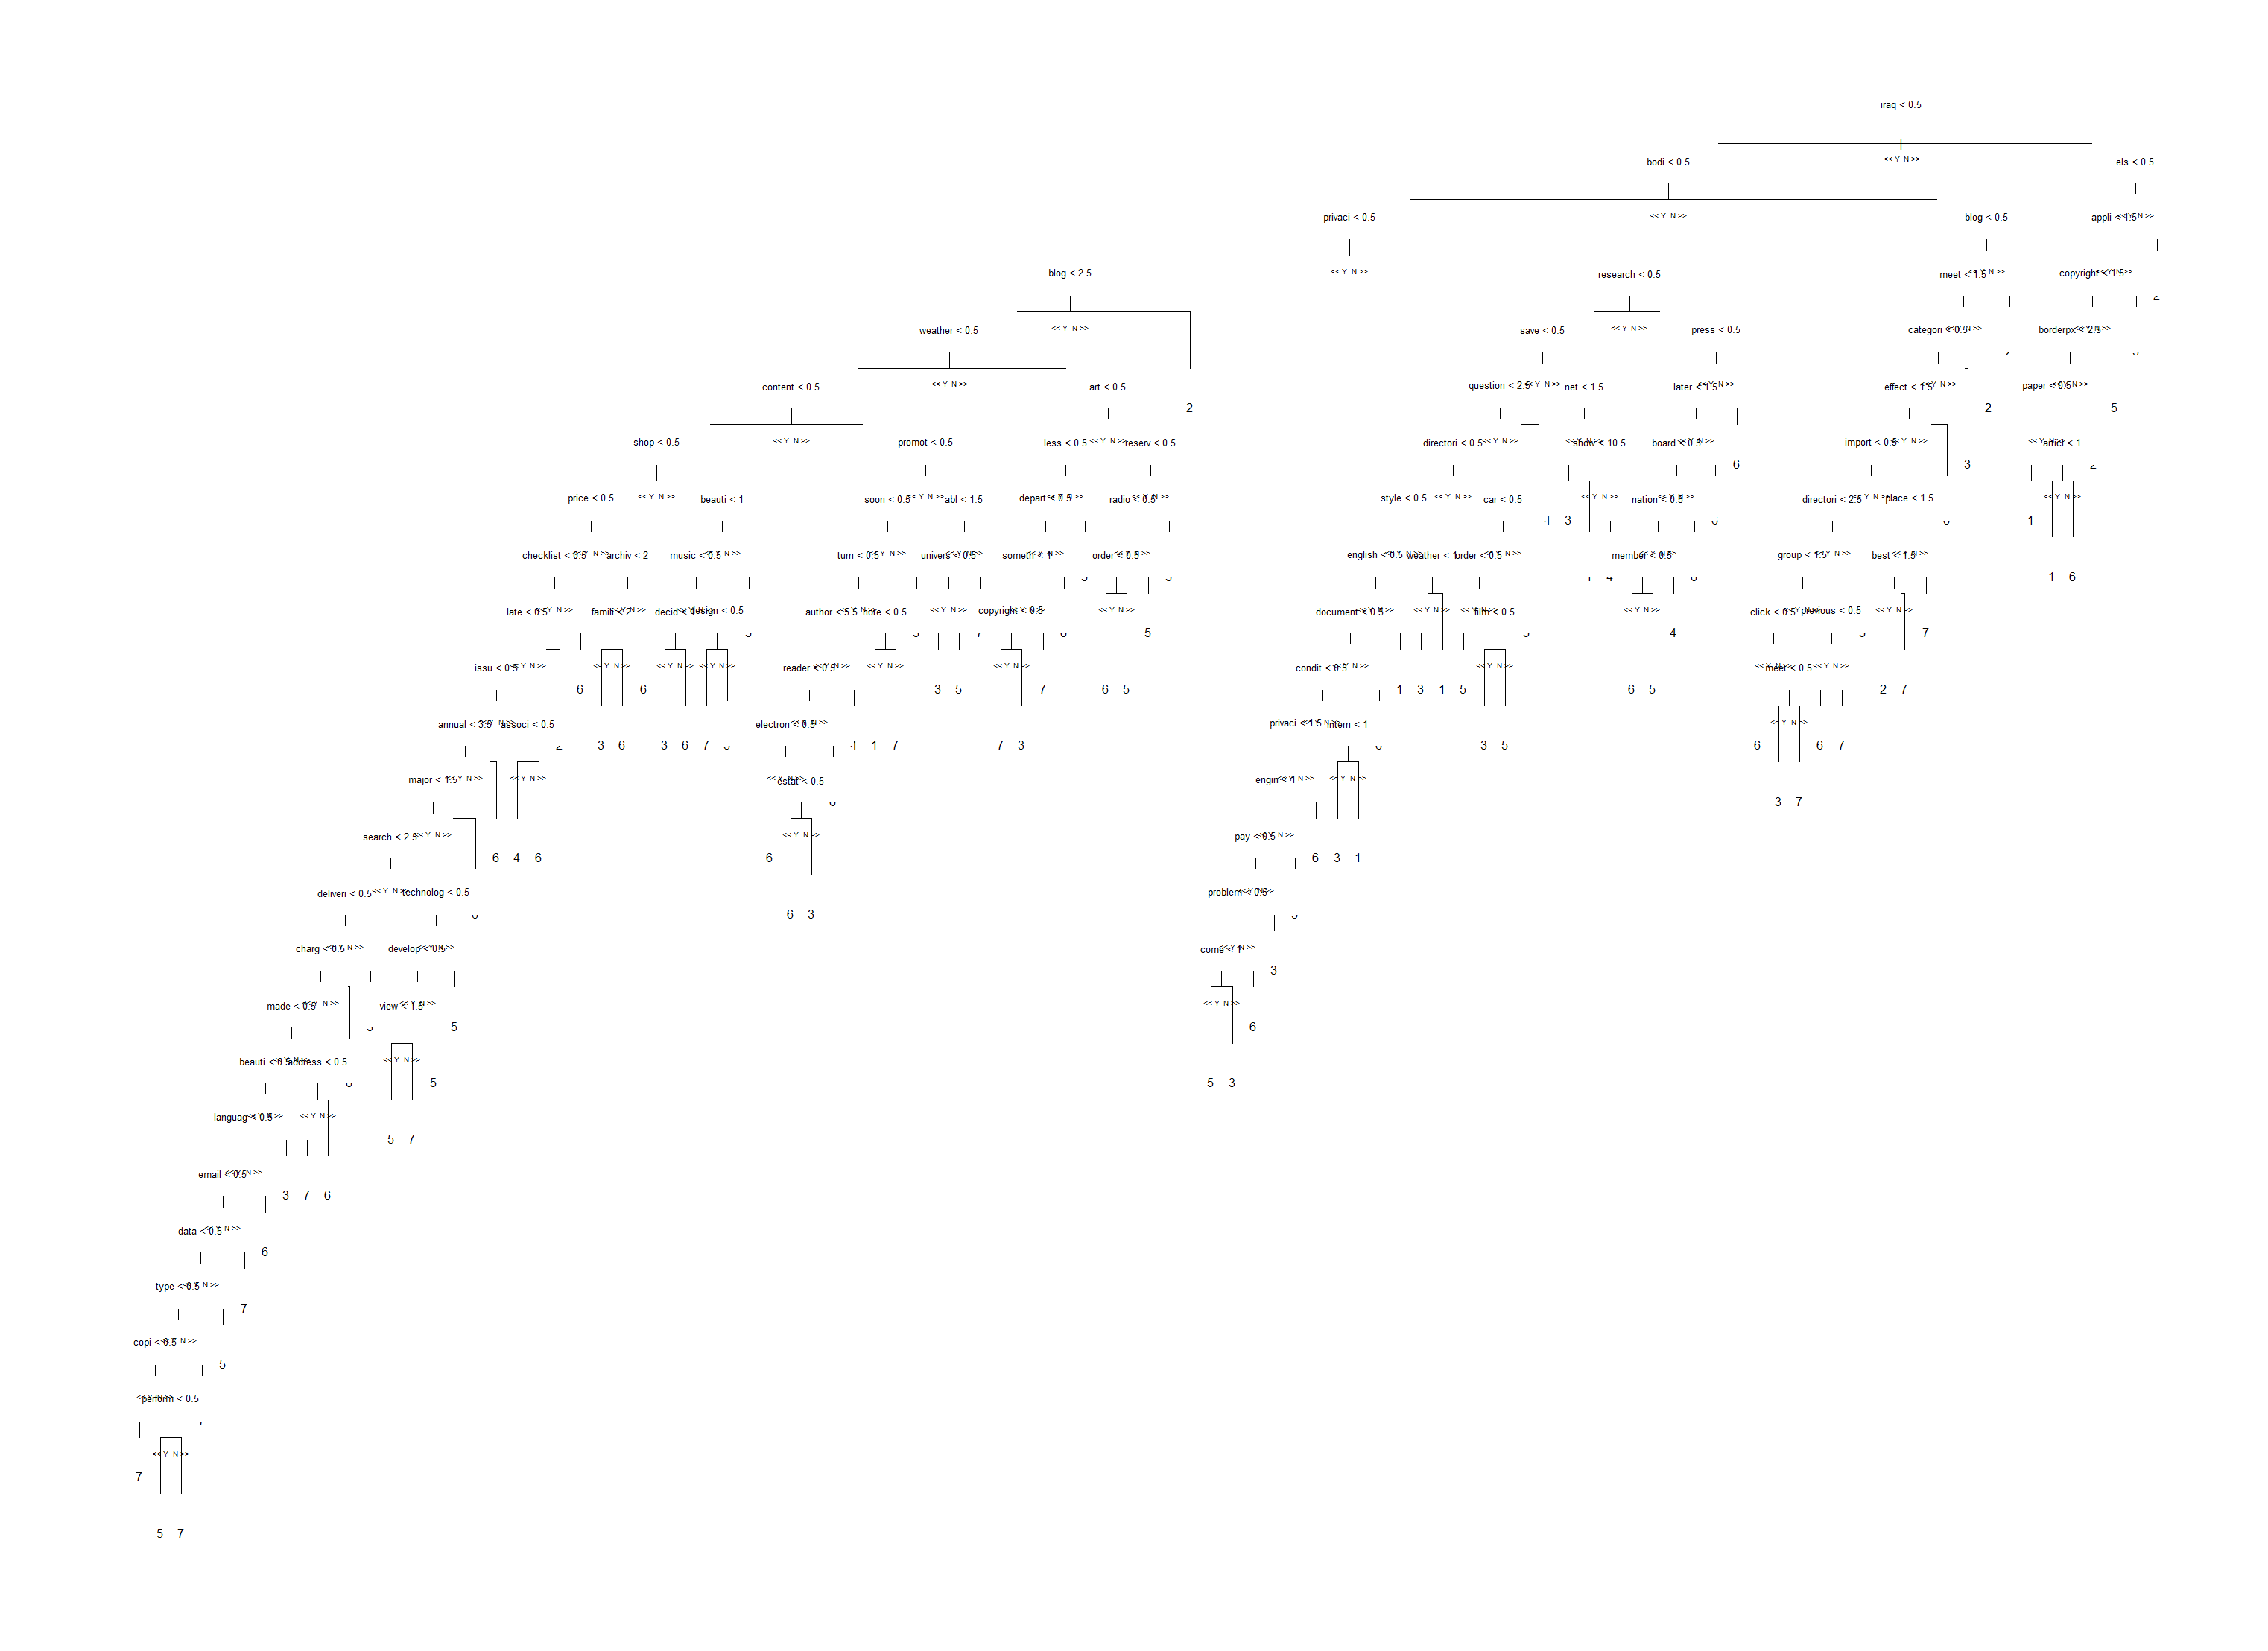 iraq < 0.5
<< Y N >>
bodi < 0.5 els < 0.5
<< Y N >> << Y N >>
privaci < 0.5 blog < 0.5 appli < 1.5
<< Y N >> << Y N >> << Y N >>
blog < 2.5 research < 0.5 meet < 1.5 copyright < 1.5
2
<< Y N >> << Y N >> << Y N >> << Y N >>
weather < 0.5 save < 0.5 press < 0.5 categori < 0.5 borderpx < 2.5
2
<< Y N >> << Y N >> << Y N >> << Y N >> << Y N >>
content < 0.5 art < 0.5 question < 2.5 net < 1.5 later < 1.5 effect < 1.5 paper < 0.5
2 2 5
<< Y N >> << Y N >> << Y N >> << Y N >> << Y N >> << Y N >> << Y N >>
shop < 0.5 promot < 0.5 less < 0.5 reserv < 0.5 directori < 0.5 show < 10.5 board < 0.5 import < 0.5 articl < 1
6 3 2
<< Y N >> << Y N >> << Y N >> << Y N >> << Y N >> << Y N >> << Y N >> << Y N >> << Y N >>
price < 0.5 beauti < 1 soon < 0.5 abl < 1.5 depart < 0.5 radio < 0.5 style < 0.5 car < 0.5 nation < 0.5 directori < 2.5 place < 1.5
4 3 1
<< Y N >> << Y N >> << Y N >> << Y N >> << Y N >> << Y N >> << Y N >> << Y N >> << Y N >> << Y N >> << Y N >>
checklist < 0.5 archiv < 2 music < 0.5 turn < 0.5 univers < 0.5 someth < 1 order < 0.5 english < 0.5 weather < 1 order < 0.5 member < 0.5 group < 1.5 best < 1.5
4 1 6
<< Y N >> << Y N >> << Y N >> << Y N >> << Y N >> << Y N >> << Y N >> << Y N >> << Y N >> << Y N >> << Y N >> << Y N >> << Y N >>
late < 0.5 famili < 2 decid < 1 design < 0.5 author < 5.5 note < 0.5 copyright < 0.5 document < 0.5 film < 0.5 click < 0.5 previous < 0.5
5 4 7
<< Y N >> << Y N >> << Y N >> << Y N >> << Y N >> << Y N >> << Y N >> << Y N >> << Y N >> << Y N >> << Y N >>
issu < 0.5 reader < 0.5 condit < 0.5 meet < 0.5
6 6 3 5 7 6 5 1 3 1 5 6 5 2 7
<< Y N >> << Y N >> << Y N >> << Y N >>
annual < 3.5 associ < 0.5 electron < 0.5 privaci < 1.5 intern < 1
2 3 6 3 6 7 4 1 7 7 3 3 5 6 6 7
<< Y N >> << Y N >> << Y N >> << Y N >> << Y N >>
major < 1.5 estat < 0.5 engin < 1
3 7
<< Y N >> << Y N >> << Y N >>
search < 2.5 pay < 0.5
6 4 6 6 6 3 1
<< Y N >> << Y N >>
deliveri < 0.5 technolog < 0.5 problem < 0.5
6 3
<< Y N >> << Y N >> << Y N >>
charg < 0.5 develop < 0.5 come < 1
3
<< Y N >> << Y N >> << Y N >>
made < 0.5 view < 1.5
5 6
<< Y N >> << Y N >>
beauti < 0.5 address < 0.5
5 5 3
<< Y N >> << Y N >>
languag < 0.5
5 7
<< Y N >>
email < 0.5
3 7 6
<< Y N >>
data < 0.5
6
<< Y N >>
type < 0.5
7
<< Y N >>
copi < 0.5
5
<< Y N >>
perform < 0.5
<< Y N >>
7
5 7